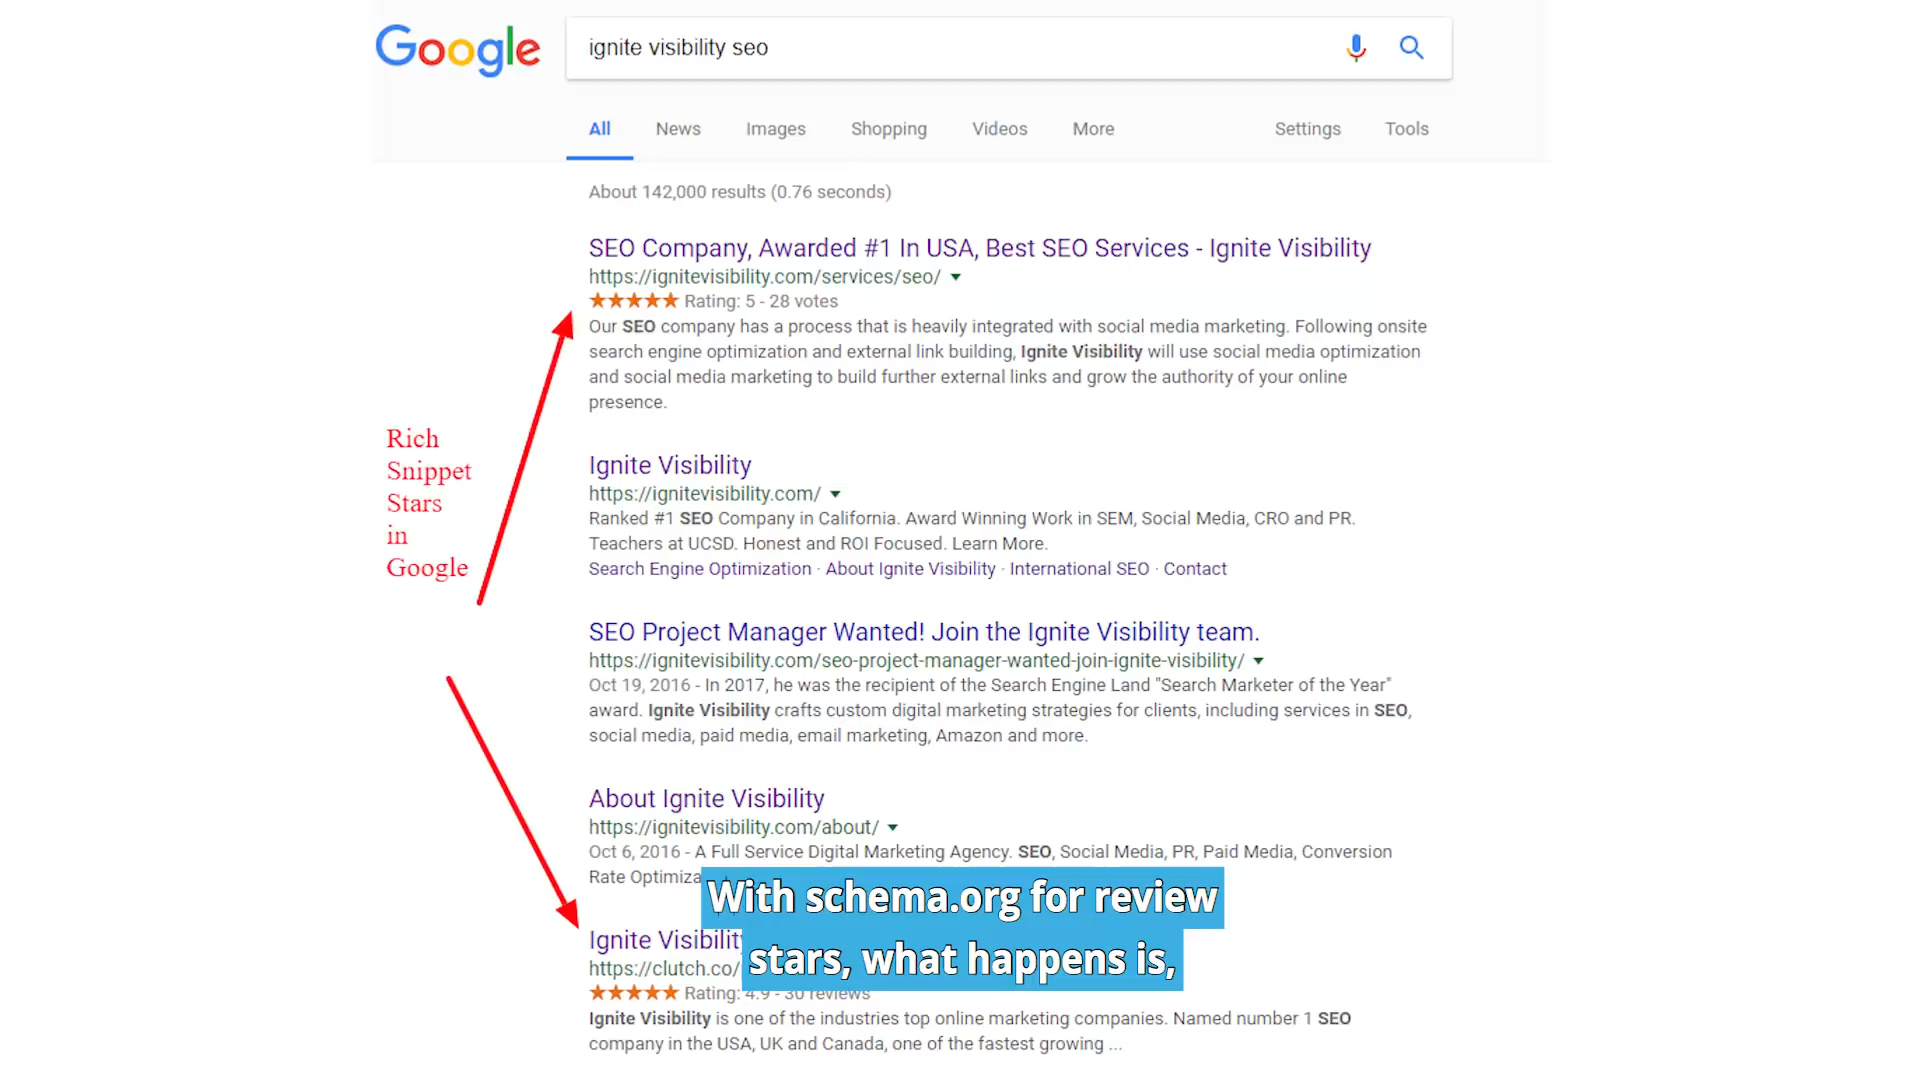 Google
ignite visibility seo
All News Images Shopping Videos More Settings Tools
About 142,000 results (0.76 seconds)
SEO Company, Awarded #1 In USA, Best SEO Services - Ignite Visibility
https://ignitevisibility.com/services/seo/
Rating: 5 - 28 votes
Our SEO company has a process that is heavily integrated with social media marketing. Following onsite
search engine optimization and external link building, Ignite Visibility will use social media optimization
and social media marketing to build further external links and grow the authority of your online
presence.
Rich
Snippet
Stars
in
Google
Ignite Visibility
https://ignitevisibility.com/
Ranked #1 SEO Company in California. Award Winning Work in SEM, Social Media, CRO and PR.
Teachers at UCSD. Honest and ROI Focused. Learn More.
Search Engine Optimization · About Ignite Visibility · International SEO · Contact
SEO Project Manager Wanted! Join the Ignite Visibility team.
https://ignitevisibility.com/seo-project-manager-wanted-join-ignite-visibility/
Oct 19, 2016 - In 2017, he was the recipient of the Search Engine Land "Search Marketer of the Year"
award. Ignite Visibility crafts custom digital marketing strategies for clients, including services in SEO,
social media, paid media, email marketing, Amazon and more.
About Ignite Visibility
https://ignitevisibility.com/about/
Oct 6, 2016 - A Full Service Digital Marketing Agency. SEO, Social Media, PR, Paid Media, Conversion
Rate
With schema.org for review
stars, what happens is,
Ignite Visibility
https://clutch.co/
Rating: 4.9 - 30 reviews
Ignite Visibility is one of the industries top online marketing companies. Named number 1 SEO
company in the USA, UK and Canada, one of the fastest growing ...